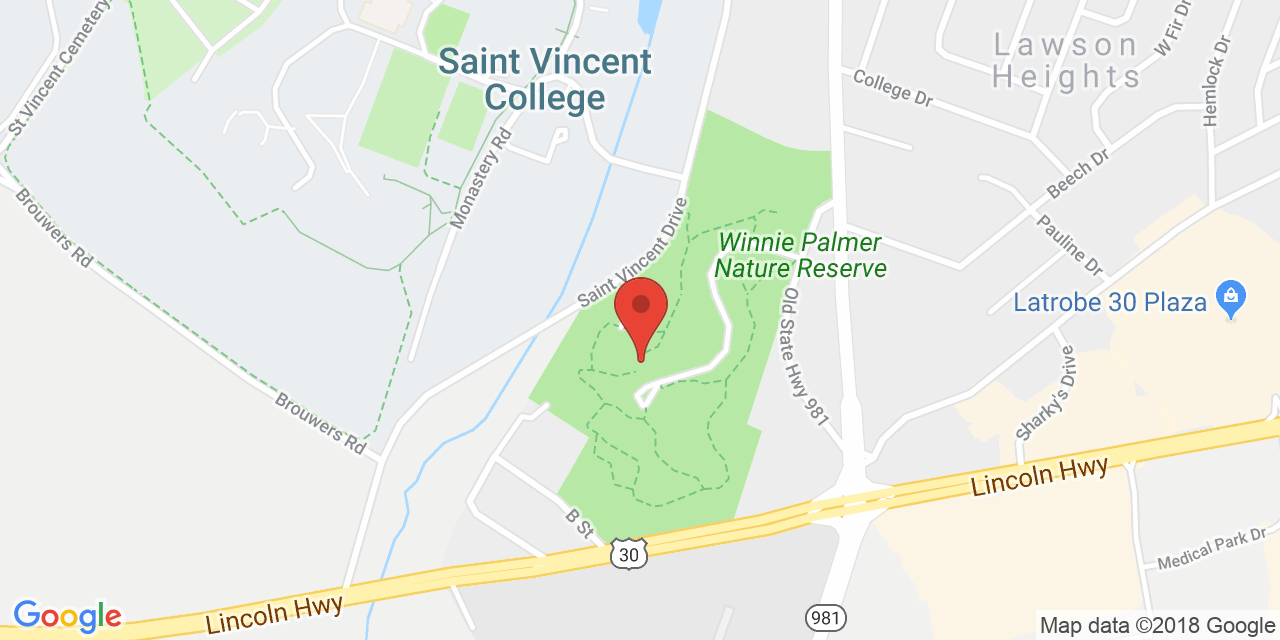 Saint Vincent
College
Lawson
Heights
W Fir Dr
Hemlock Dr
College Dr
St Vincent Cemetery
Monastery Rd
Beech Dr
Brouwers Rd
Saint Vincent Drive
Winnie Palmer
Nature Reserve
Pauline Dr
Latrobe 30 Plaza
Old State Hwy 981
Sharky's Drive
Brouwers Rd
Lincoln Hwy
B St
30
Medical Park Dr
Lincoln Hwy
981
Google
Map data ©2018 Google